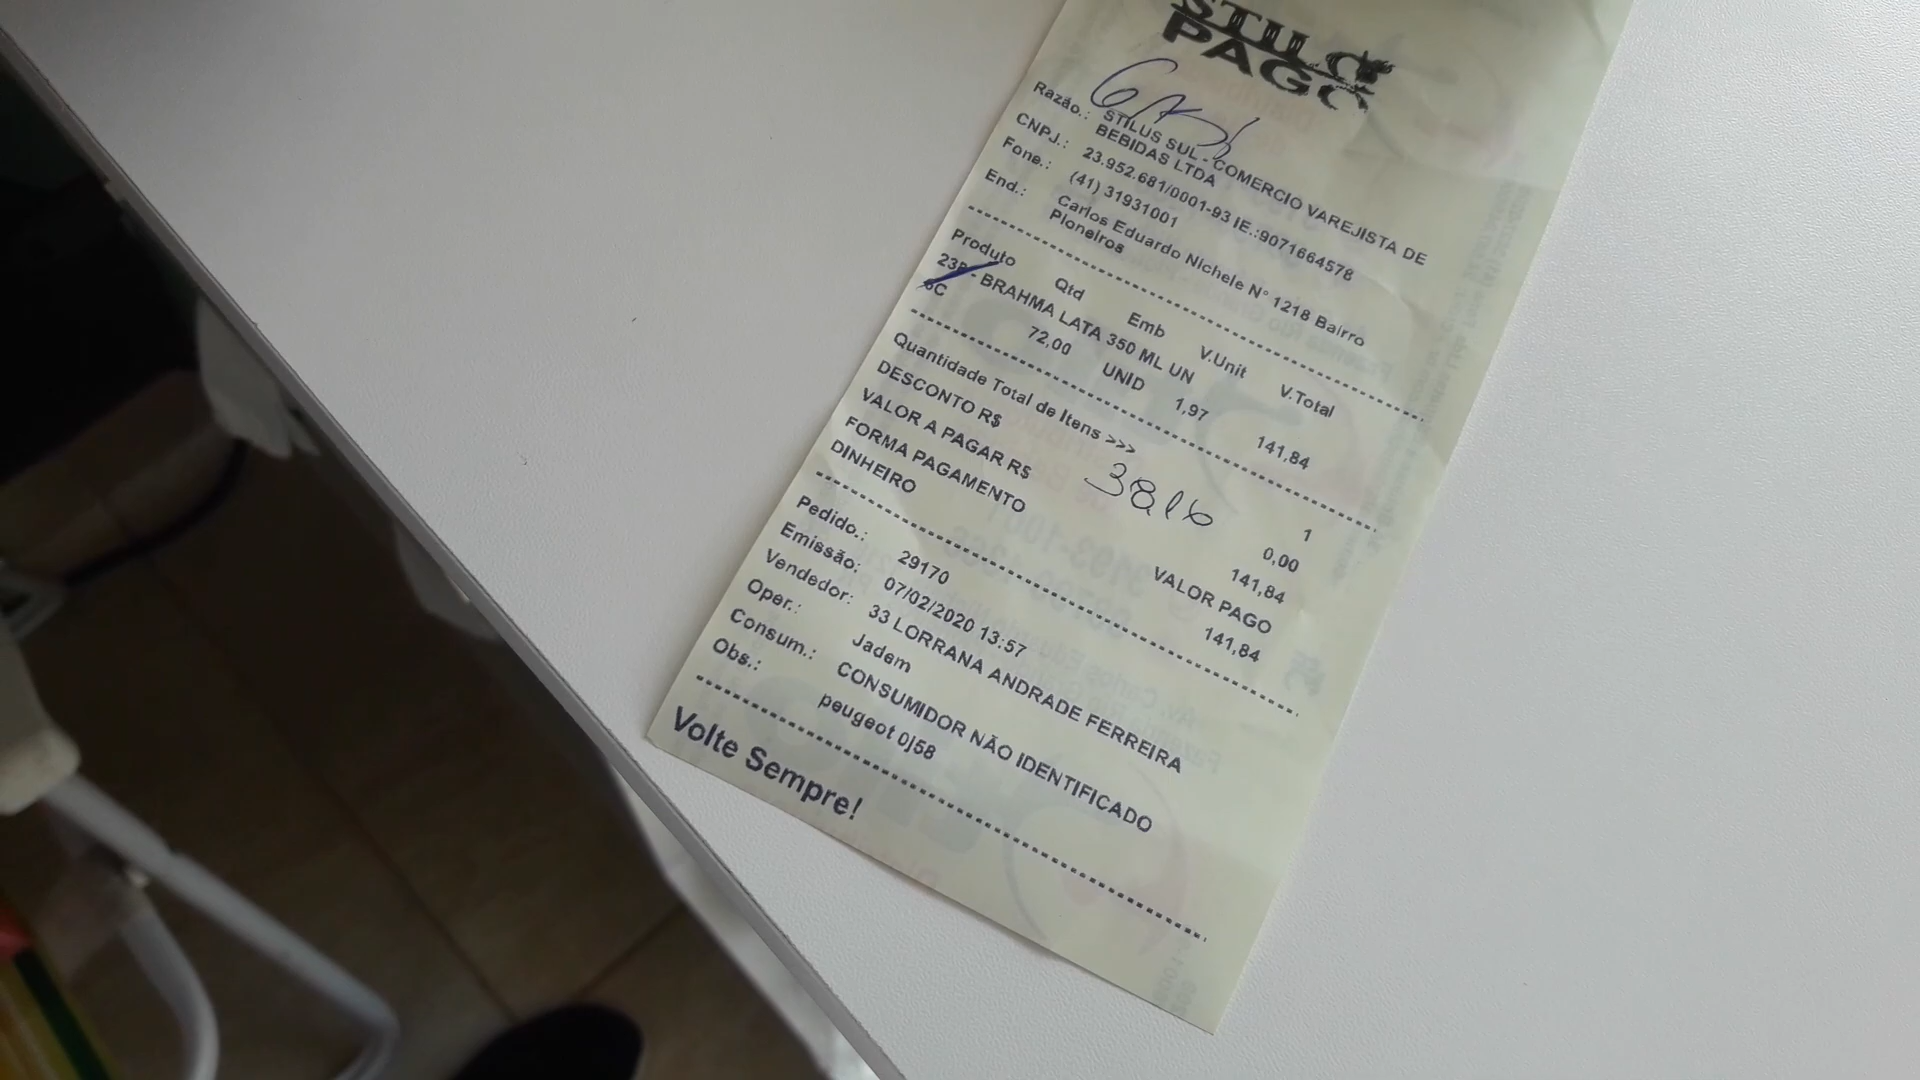 STILO
PAGO
Razão.: STILUS SUL - COMERCIO VAREJISTA DE
BEBIDAS LTDA
CNPJ.: 23.952.681/0001-93 IE.:9071664578
Fone.: (41) 31931001
End.: Carlos Eduardo Nichele N° 1218 Bairro
Pioneiros
Produto Qtd Emb V.Unit V.Total
- BRAHMA LATA 350 ML UN
72,00 UNID 1,97 141,84
Quantidade Total de Itens >>> 1
DESCONTO R$ 0,00
VALOR A PAGAR R$ 141,84
FORMA PAGAMENTO VALOR PAGO
DINHEIRO 141,84
Pedido.: 29170
Emissão: 07/02/2020 13:57
Vendedor: 33 LORRANA ANDRADE FERREIRA
Oper.: Jadem
Consum.: CONSUMIDOR NÃO IDENTIFICADO
Obs.: peugeot 0j58
Volte Sempre!